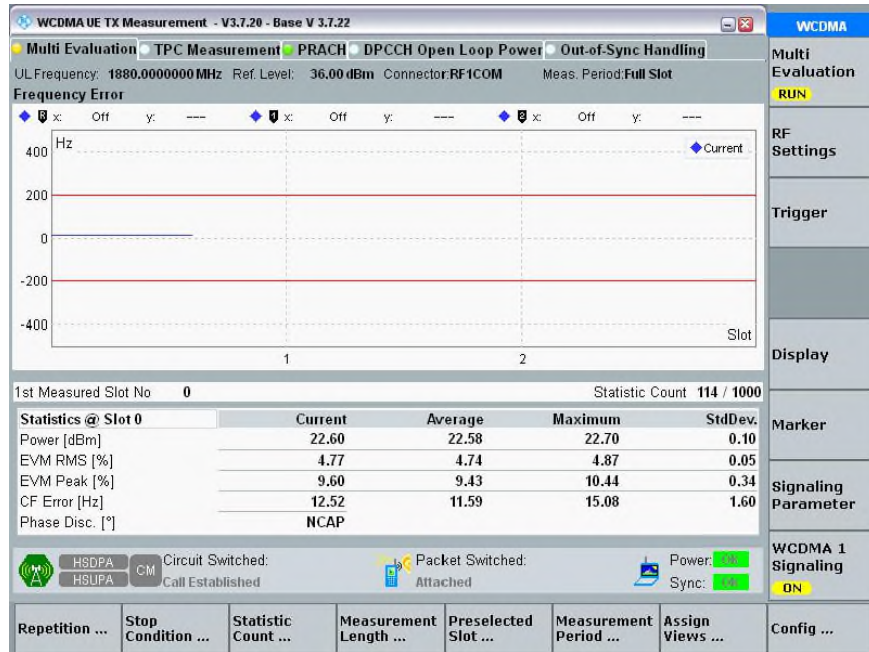 WCDMA UE TX Measurement - V3.7.20 - Base V 3.7.22
Multi Evaluation TPC Measurement PRACH DPCCH Open Loop Power Out-of-Sync Handling
UL Frequency: 1880.0000000 MHz Ref. Level: 36.00 dBm Connector:RF1COM Meas. Period:Full Slot
Frequency Error
R x: Off y: --- 1 x: Off y: --- 2 x: Off y: ---
Hz
Current
400
200
0
-200
-400
Slot
1 2
1st Measured Slot No 0 Statistic Count 114 / 1000
Statistics @ Slot 0 Current Average Maximum StdDev.
Power [dBm] 22.60 22.58 22.70 0.10
EVM RMS [%] 4.77 4.74 4.87 0.05
EVM Peak [%] 9.60 9.43 10.44 0.34
CF Error [Hz] 12.52 11.59 15.08 1.60
Phase Disc. [°] NCAP
HSDPA
HSUPA
CM
Circuit Switched:
Call Established
Packet Switched:
Attached
Power: OK
Sync: OK
Repetition ...
Stop Condition ...
Statistic Count ...
Measurement Length ...
Preselected Slot ...
Measurement Period ...
Assign Views ...
Config ...
WCDMA
Multi Evaluation
RUN
RF Settings
Trigger
Display
Marker
Signaling Parameter
WCDMA 1 Signaling
ON